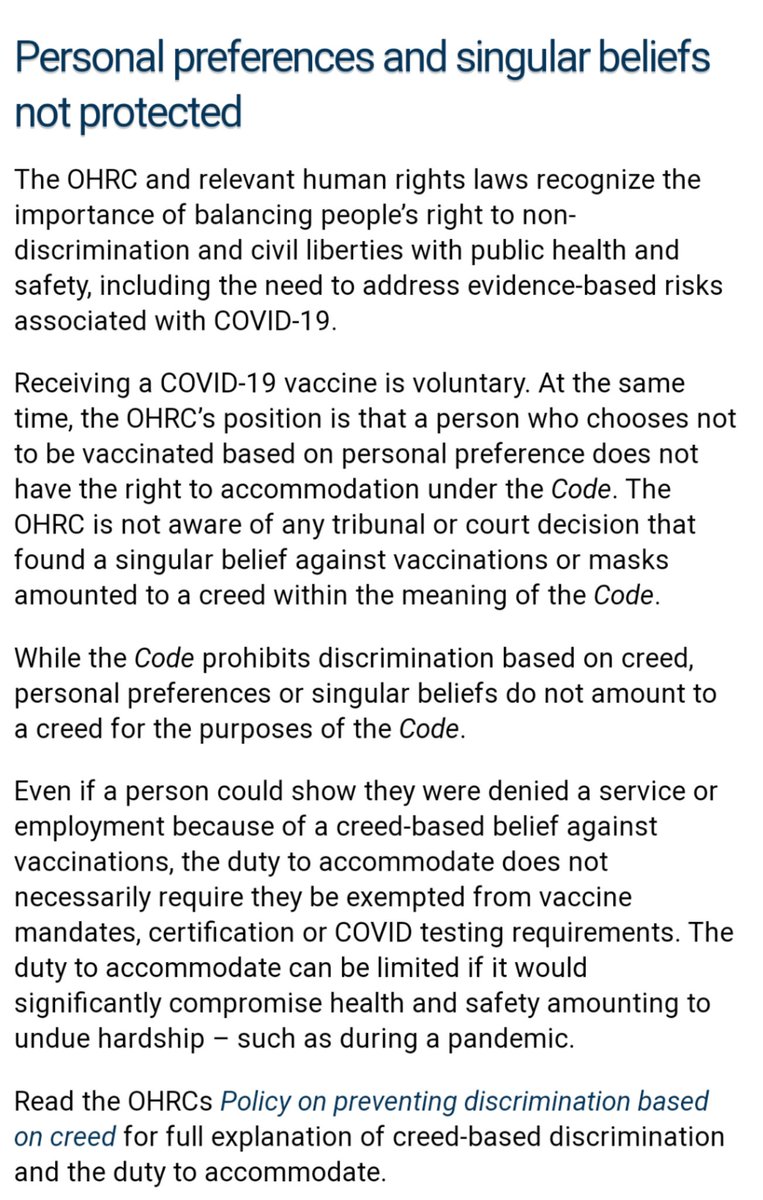 Personal preferences and singular beliefs
not protected
The OHRC and relevant human rights laws recognize the
importance of balancing people's right to non-
discrimination and civil liberties with public health and
safety, including the need to address evidence-based risks
associated with COVID-19.
Receiving a COVID-19 vaccine is voluntary. At the same
time, the OHRC's position is that a person who chooses not
to be vaccinated based on personal preference does not
have the right to accommodation under the Code. The
OHRC is not aware of any tribunal or court decision that
found a singular belief against vaccinations or masks
amounted to a creed within the meaning of the Code.
While the Code prohibits discrimination based on creed,
personal preferences or singular beliefs do not amount to
a creed for the purposes of the Code.
Even if a person could show they were denied a service or
employment because of a creed-based belief against
vaccinations, the duty to accommodate does not
necessarily require they be exempted from vaccine
mandates, certification or COVID testing requirements. The
duty to accommodate can be limited if it would
significantly compromise health and safety amounting to
undue hardship – such as during a pandemic.
Read the OHRCs Policy on preventing discrimination based
on creed for full explanation of creed-based discrimination
and the duty to accommodate.